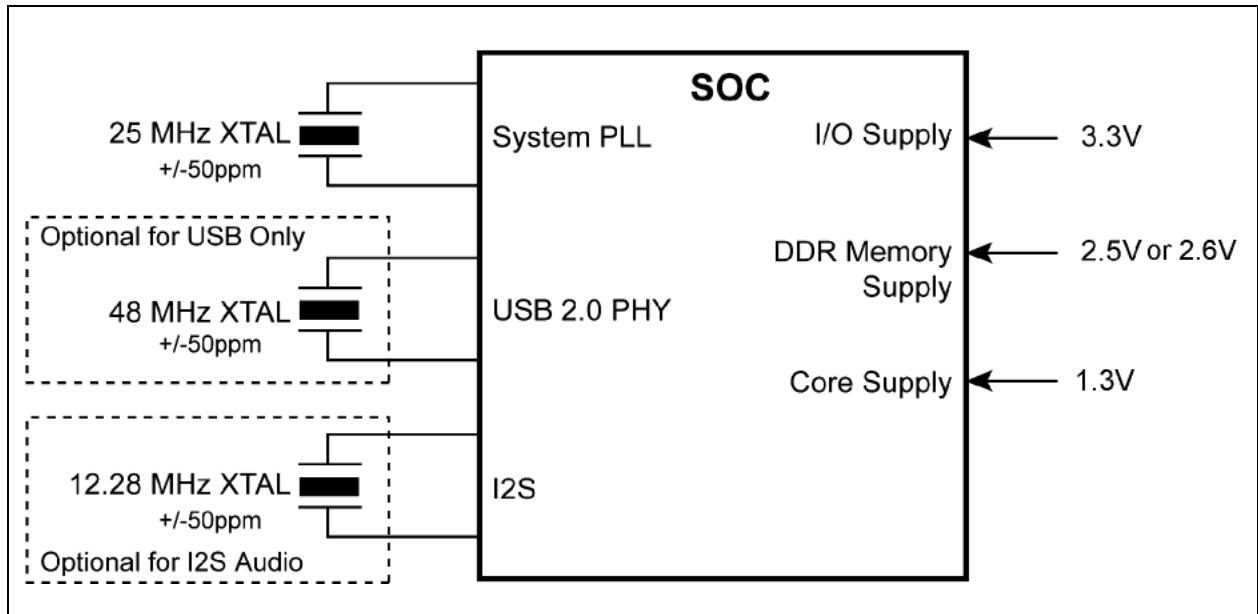 SOC
25 MHz XTAL
+/-50ppm
System PLL
I/O Supply
3.3V
Optional for USB Only
48 MHz XTAL
+/-50ppm
USB 2.0 PHY
DDR Memory
Supply
2.5V or 2.6V
Core Supply
1.3V
12.28 MHz XTAL
+/-50ppm
Optional for I2S Audio
I2S